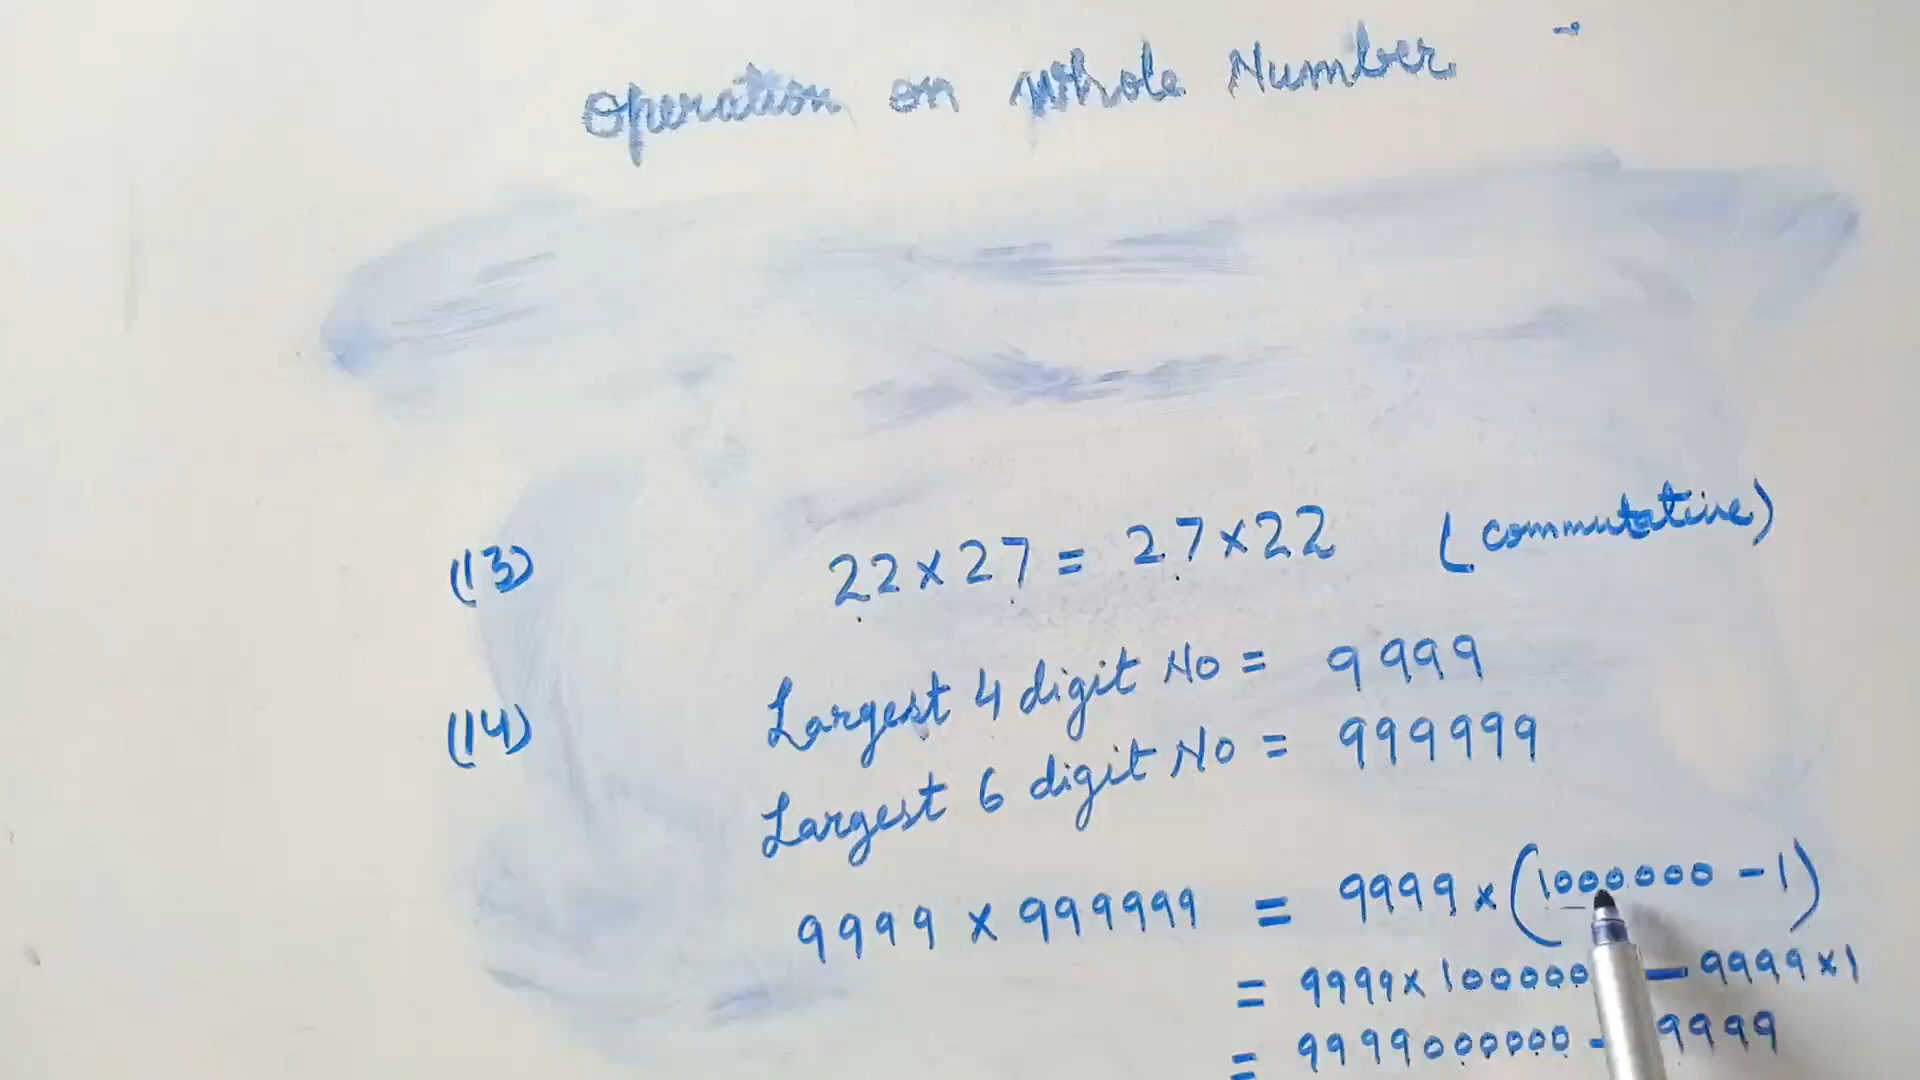 Operation on Whole Number
(13) 22×27 = 27×22 (commutative)
(14) Largest 4 digit No = 9999
Largest 6 digit No = 999999
9999 × 999999 = 9999 × (1000000 - 1)
= 9999×100000 - 9999×1
= 9999000000 - 9999